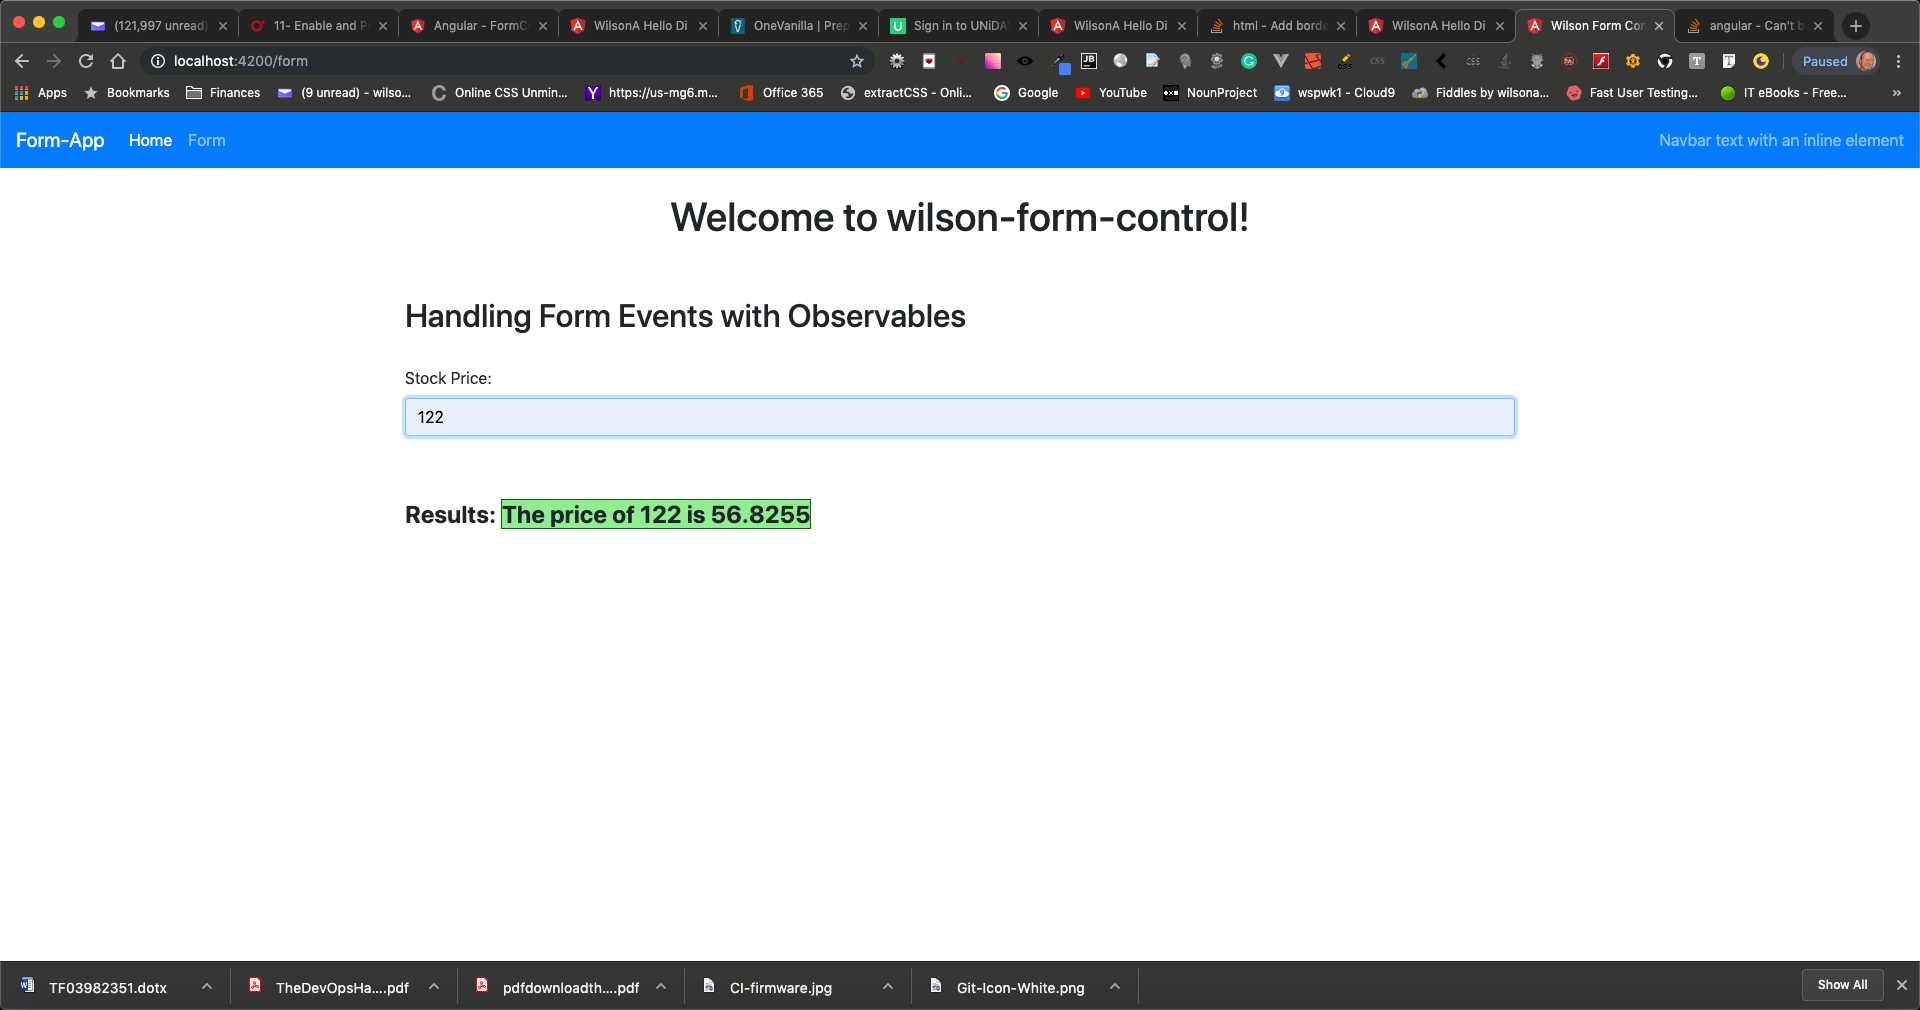 (121,997 unread)
11- Enable and P
Angular - FormC
WilsonA Hello Di
OneVanilla | Prep
Sign in to UNiDA
WilsonA Hello Di
html - Add borde
WilsonA Hello Di
Wilson Form Con
angular - Can't b
localhost:4200/form
Paused
Apps
Bookmarks
Finances
(9 unread) - wilso...
Online CSS Unmin...
https://us-mg6.m...
Office 365
extractCSS - Onli...
Google
YouTube
NounProject
wspwk1 - Cloud9
Fiddles by wilsona...
Fast User Testing...
IT eBooks - Free...
Form-App
Home
Form
Navbar text with an inline element
Welcome to wilson-form-control!
Handling Form Events with Observables
Stock Price:
122
Results: The price of 122 is 56.8255
TF03982351.dotx
TheDevOpsHa....pdf
pdfdownloadth....pdf
CI-firmware.jpg
Git-Icon-White.png
Show All